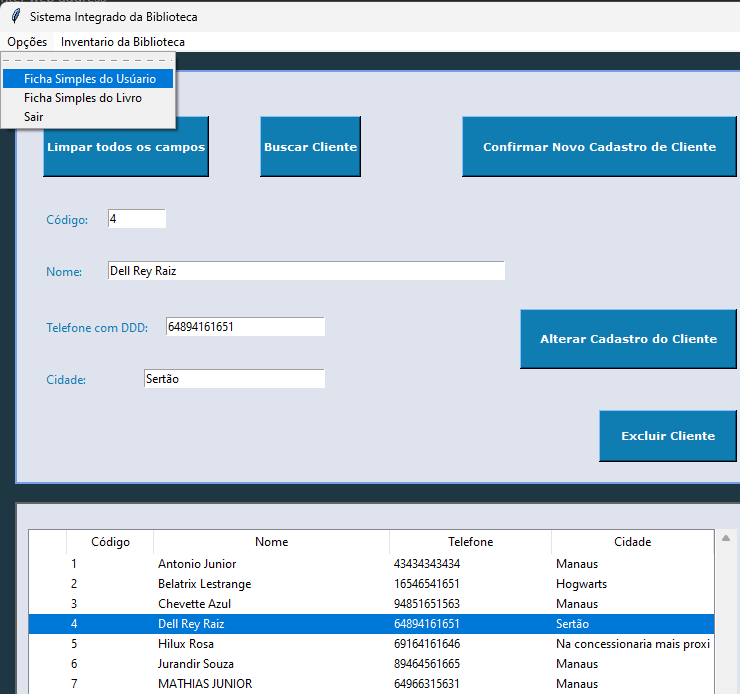 Sistema Integrado da Biblioteca
Opções Inventario da Biblioteca
Ficha Simples do Usúario
Ficha Simples do Livro
Sair
Limpar todos os campos Buscar Cliente Confirmar Novo Cadastro de Cliente
Código: 4
Nome: Dell Rey Raiz
Telefone com DDD: 64894161651
Alterar Cadastro do Cliente
Cidade: Sertão
Excluir Cliente
Código Nome Telefone Cidade
1 Antonio Junior 43434343434 Manaus
2 Belatrix Lestrange 16546541651 Hogwarts
3 Chevette Azul 94851651563 Manaus
4 Dell Rey Raiz 64894161651 Sertão
5 Hilux Rosa 69164161646 Na concessionaria mais proxi
6 Jurandir Souza 89464561665 Manaus
7 MATHIAS JUNIOR 64966315631 Manaus